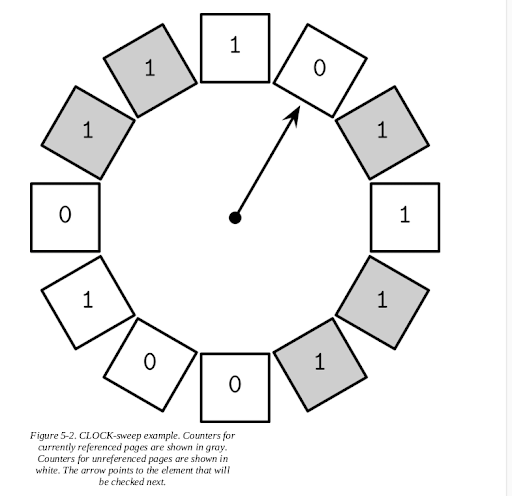 1
1
0
1
1
0
1
1
1
0
1
0
Figure 5-2. CLOCK-sweep example. Counters for
currently referenced pages are shown in gray.
Counters for unreferenced pages are shown in
white. The arrow points to the element that will
be checked next.